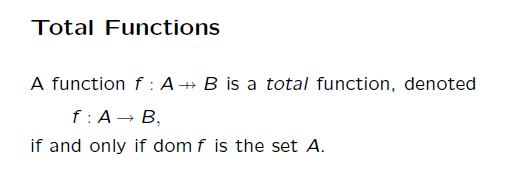 Total Functions
A function f : A ⇸ B is a total function, denoted
f : A → B,
if and only if dom f is the set A.